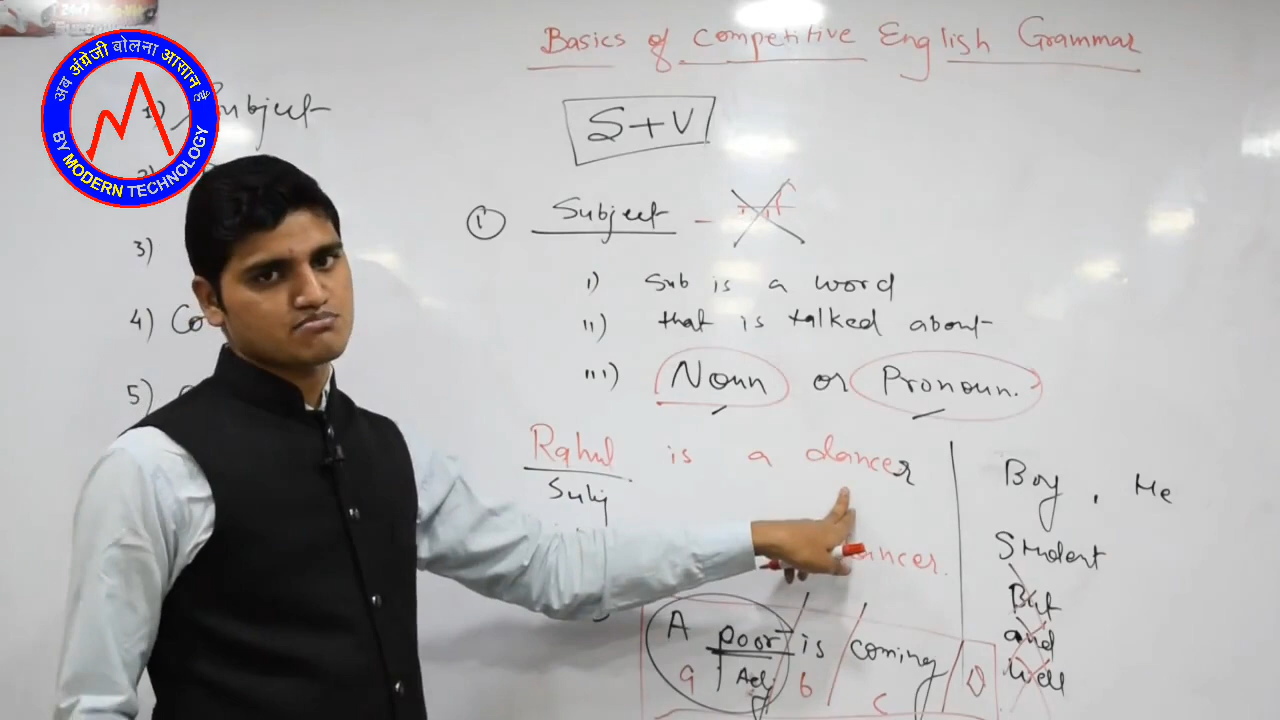 अब अंग्रेजी बोलना आसान है
BY MODERN TECHNOLOGY
Basics of Competitive English Grammar
S+V
1) Subject
3)
4) Co
5)
1 Subject -
i) Sub is a word
ii) that is talked about
iii) Noun or Pronoun.
Rahul is a dancer
Subj
ancer.
A poor is coming
Adj
a b c D
Boy, He
Student
But
and
Well